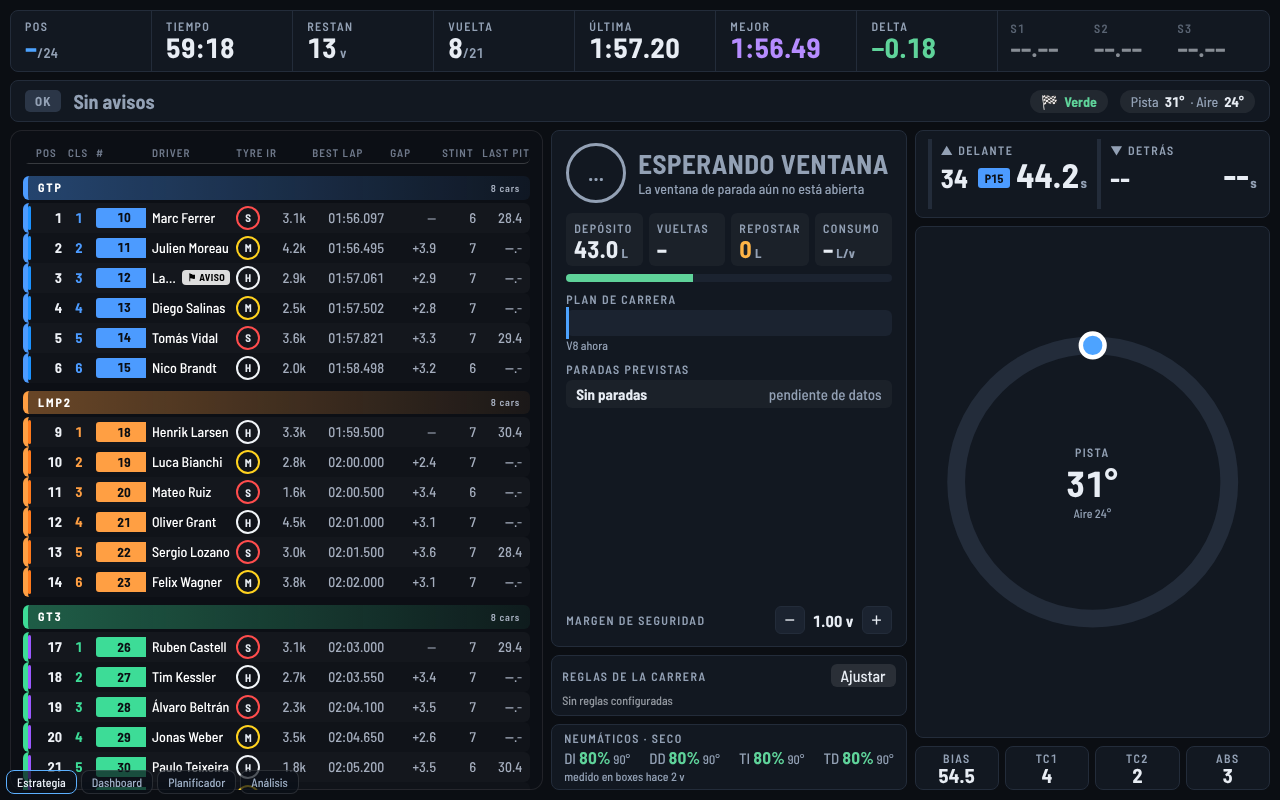 POS TIEMPO RESTAN VUELTA ÚLTIMA MEJOR DELTA S1 S2 S3
–/24 59:18 13 v 8/21 1:57.20 1:56.49 −0.18 --.-- --.-- --.--
OK Sin avisos 🏁 Verde Pista 31° · Aire 24°
POS CLS # DRIVER TYRE IR BEST LAP GAP STINT LAST PIT
GTP 8 cars
1 1 10 Marc Ferrer S 3.1k 01:56.097 — 6 28.4
2 2 11 Julien Moreau M 4.2k 01:56.495 +3.9 7 —.-
3 3 12 La... ⚑ AVISO H 2.9k 01:57.061 +2.9 7 —.-
4 4 13 Diego Salinas M 2.5k 01:57.502 +2.8 7 —.-
5 5 14 Tomás Vidal S 3.6k 01:57.821 +3.3 7 29.4
6 6 15 Nico Brandt H 2.0k 01:58.498 +3.2 6 —.-
LMP2 8 cars
9 1 18 Henrik Larsen H 3.3k 01:59.500 — 7 30.4
10 2 19 Luca Bianchi M 2.8k 02:00.000 +2.4 7 —.-
11 3 20 Mateo Ruiz S 1.6k 02:00.500 +3.4 6 —.-
12 4 21 Oliver Grant H 4.5k 02:01.000 +3.1 7 —.-
13 5 22 Sergio Lozano S 3.0k 02:01.500 +3.6 7 28.4
14 6 23 Felix Wagner M 3.8k 02:02.000 +3.1 7 —.-
GT3 8 cars
17 1 26 Ruben Castell S 3.1k 02:03.000 — 7 29.4
18 2 27 Tim Kessler H 2.7k 02:03.550 +3.4 7 —.-
19 3 28 Álvaro Beltrán S 2.3k 02:04.100 +3.5 7 —.-
20 4 29 Jonas Weber M 3.5k 02:04.650 +2.6 7 —.-
21 5 30 Paulo Teixeira H 1.8k 02:05.200 +3.5 6 30.4
Estrategia Dashboard Planificador Análisis
... ESPERANDO VENTANA
La ventana de parada aún no está abierta
DEPÓSITO VUELTAS REPOSTAR CONSUMO
43.0 L – 0 L – L/v
PLAN DE CARRERA
V8 ahora
PARADAS PREVISTAS
Sin paradas pendiente de datos
MARGEN DE SEGURIDAD − 1.00 v +
REGLAS DE LA CARRERA Ajustar
Sin reglas configuradas
NEUMÁTICOS · SECO
DI 80% 90° DD 80% 90° TI 80% 90° TD 80% 90°
medido en boxes hace 2 v
▲ DELANTE ▼ DETRÁS
34 P15 44.2s -- --s
PISTA
31°
Aire 24°
BIAS TC1 TC2 ABS
54.5 4 2 3